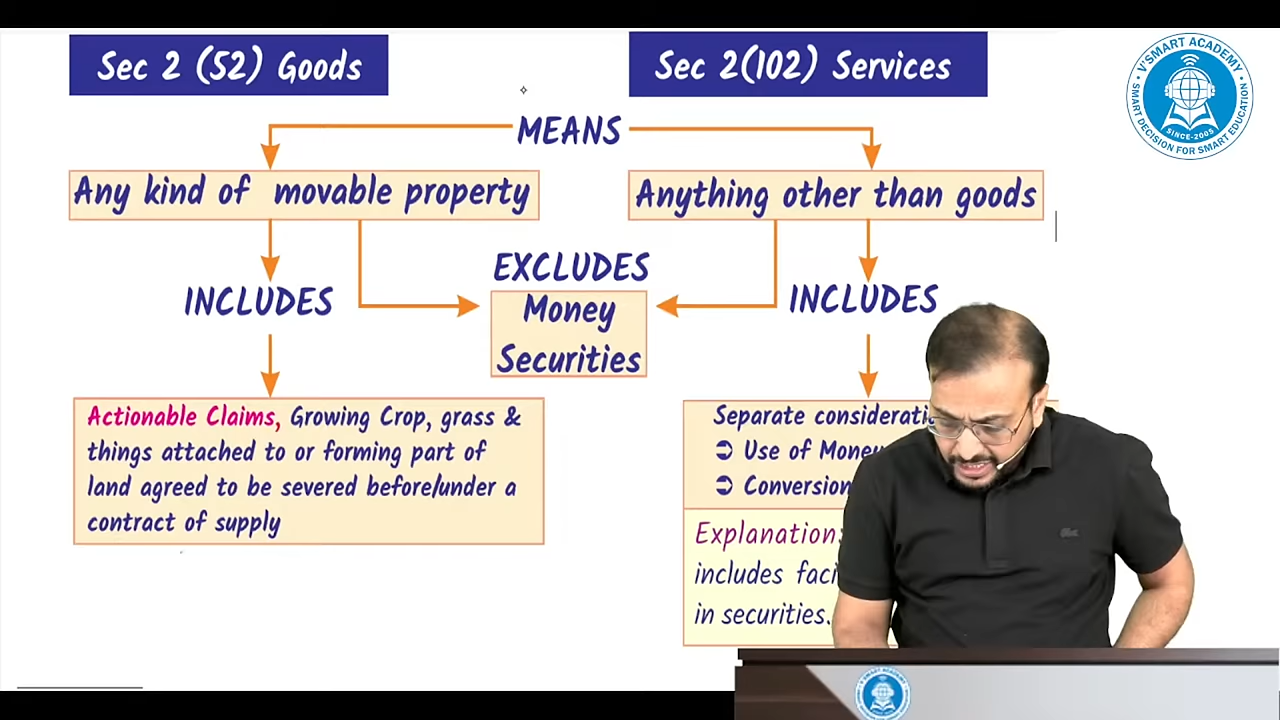 Sec 2 (52) Goods
Sec 2(102) Services
MEANS
Any kind of movable property
Anything other than goods
EXCLUDES
Money
Securities
INCLUDES
INCLUDES
Actionable Claims, Growing Crop, grass &
things attached to or forming part of
land agreed to be severed before/under a
contract of supply
Separate
➲ Use of Money
➲ Conversion
Explanation:
includes
in securities.
V'SMART ACADEMY
SMART DECISION FOR SMART EDUCATION
SINCE-2005